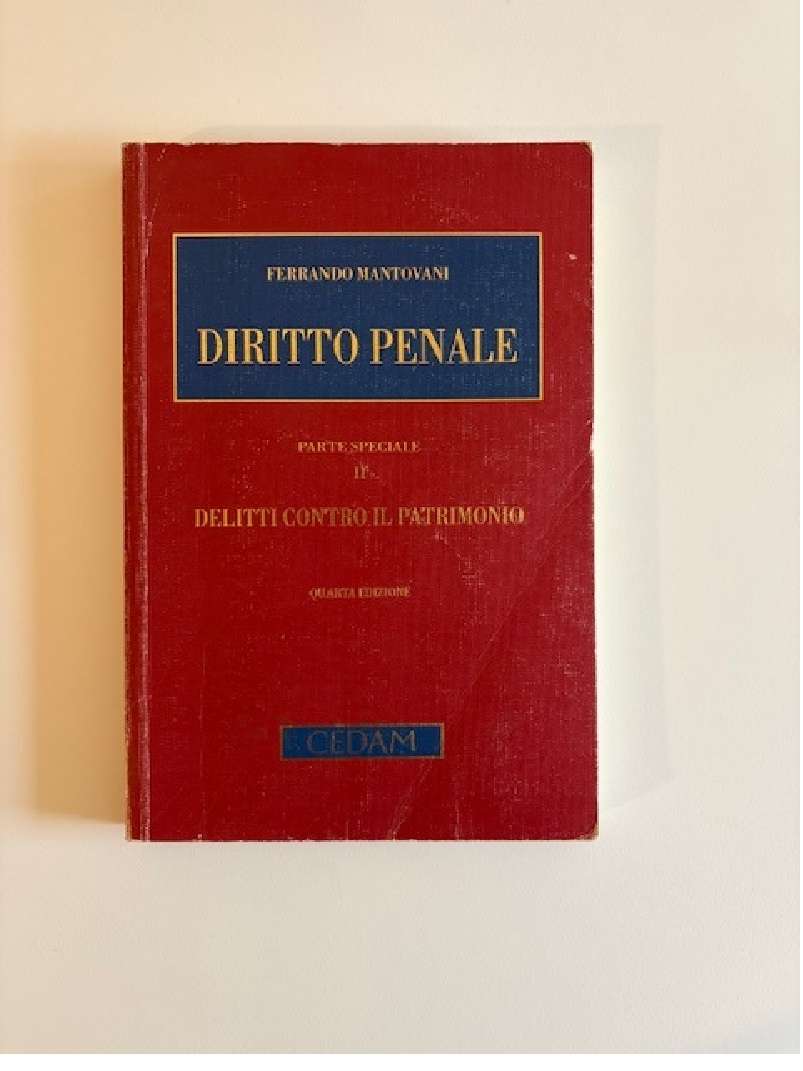 FERRANDO MANTOVANI
DIRITTO PENALE
PARTE SPECIALE
II
DELITTI CONTRO IL PATRIMONIO
QUARTA EDIZIONE
CEDAM